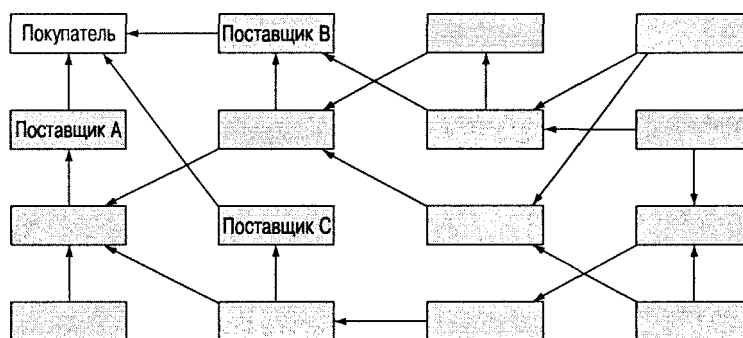 Покупатель
Поставщик В
Поставщик А
Поставщик С